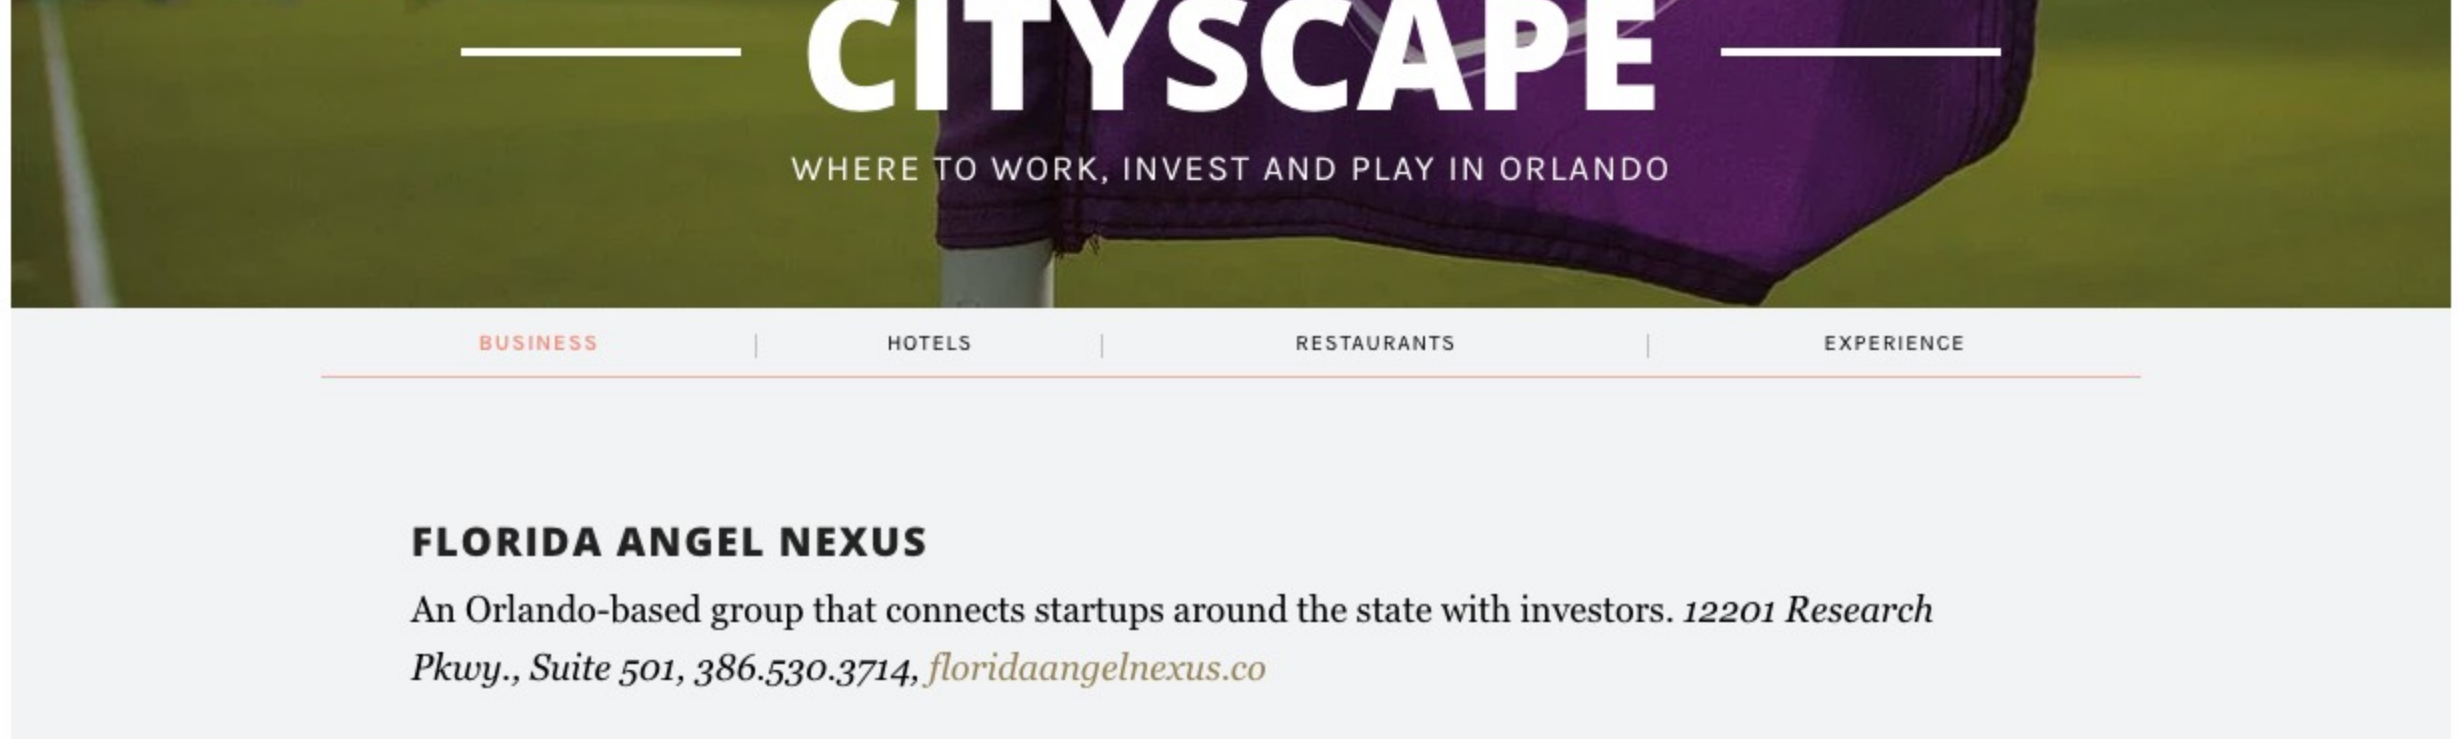 CITYSCAPE
WHERE TO WORK, INVEST AND PLAY IN ORLANDO
BUSINESS | HOTELS | RESTAURANTS | EXPERIENCE
FLORIDA ANGEL NEXUS
An Orlando-based group that connects startups around the state with investors. 12201 Research
Pkwy., Suite 501, 386.530.3714, floridaangelnexus.co